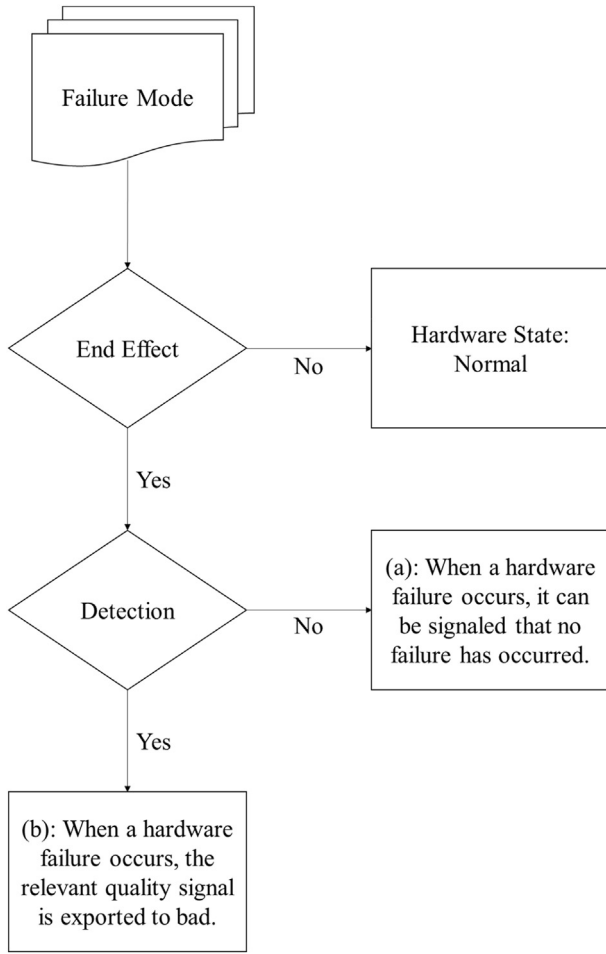 Failure Mode
End Effect
No
Hardware State:
Normal
Yes
Detection
No
(a): When a hardware
failure occurs, it can
be signaled that no
failure has occurred.
Yes
(b): When a hardware
failure occurs, the
relevant quality signal
is exported to bad.